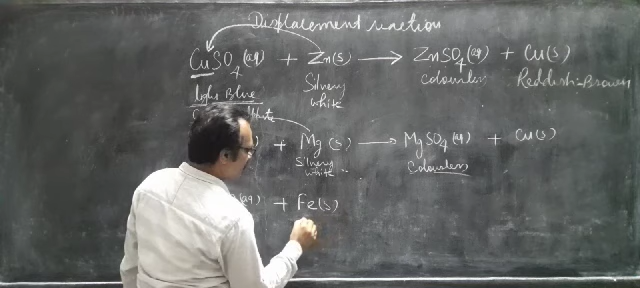 Displacement reaction
CuSO4(aq) + Zn(s) → ZnSO4(aq) + Cu(s)
light Blue Silvery white colourless Reddish-Brown
+ Mg(s) → MgSO4(aq) + Cu(s)
Silvery white Colourless
(aq) + Fe(s)